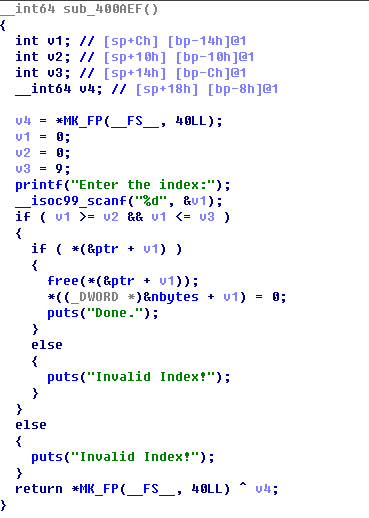 __int64 sub_400AEF()
{
  int v1; // [sp+Ch] [bp-14h]@1
  int v2; // [sp+10h] [bp-10h]@1
  int v3; // [sp+14h] [bp-Ch]@1
  __int64 v4; // [sp+18h] [bp-8h]@1

  v4 = *MK_FP(__FS__, 40LL);
  v1 = 0;
  v2 = 0;
  v3 = 9;
  printf("Enter the index:");
  __isoc99_scanf("%d", &v1);
  if ( v1 >= v2 && v1 <= v3 )
  {
    if ( *(&ptr + v1) )
    {
      free(*(&ptr + v1));
      *((_DWORD *)&nbytes + v1) = 0;
      puts("Done.");
    }
    else
    {
      puts("Invalid Index!");
    }
  }
  else
  {
    puts("Invalid Index!");
  }
  return *MK_FP(__FS__, 40LL) ^ v4;
}